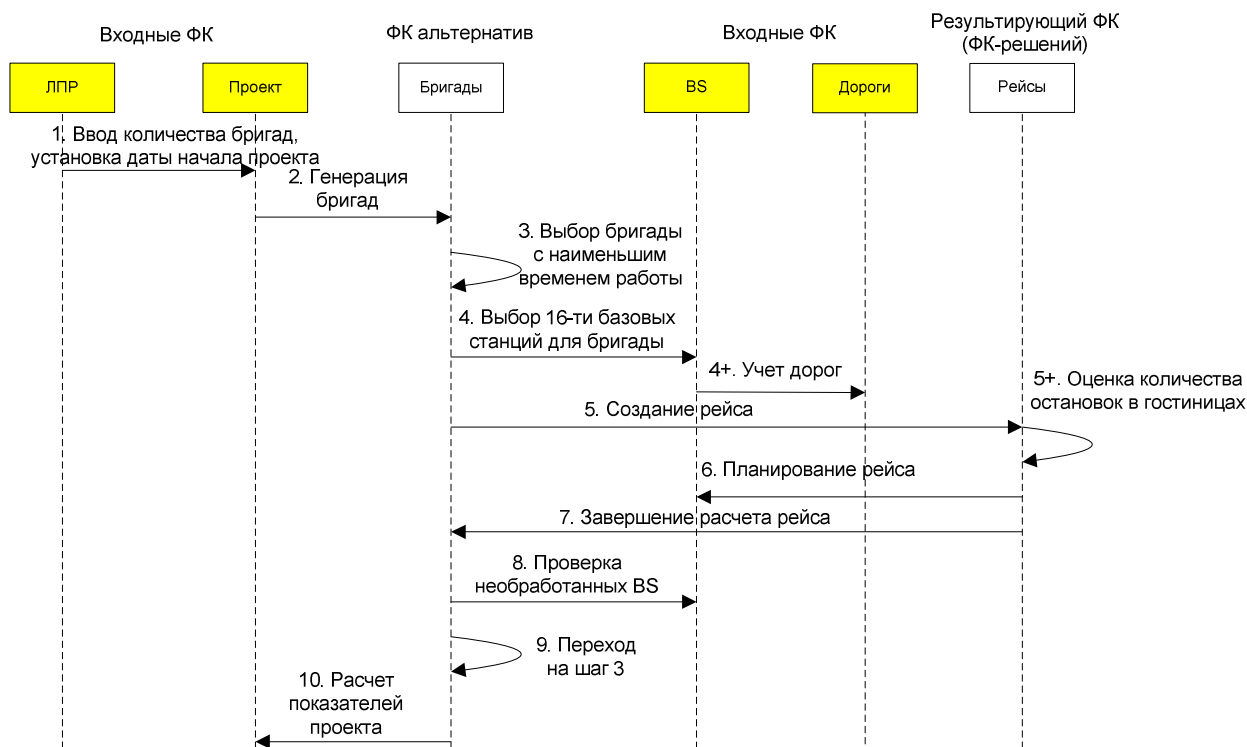 Входные ФК
ФК альтернатив
Входные ФК
Результирующий ФК
(ФК-решений)
ЛПР
Проект
Бригады
BS
Дороги
Рейсы
1. Ввод количества бригад,
установка даты начала проекта
2. Генерация
бригад
3. Выбор бригады
с наименьшим
временем работы
4. Выбор 16-ти базовых
станций для бригады
4+. Учет дорог
5+. Оценка количества
остановок в гостиницах
5. Создание рейса
6. Планирование рейса
7. Завершение расчета рейса
8. Проверка
необработанных BS
9. Переход
на шаг 3
10. Расчет
показателей
проекта